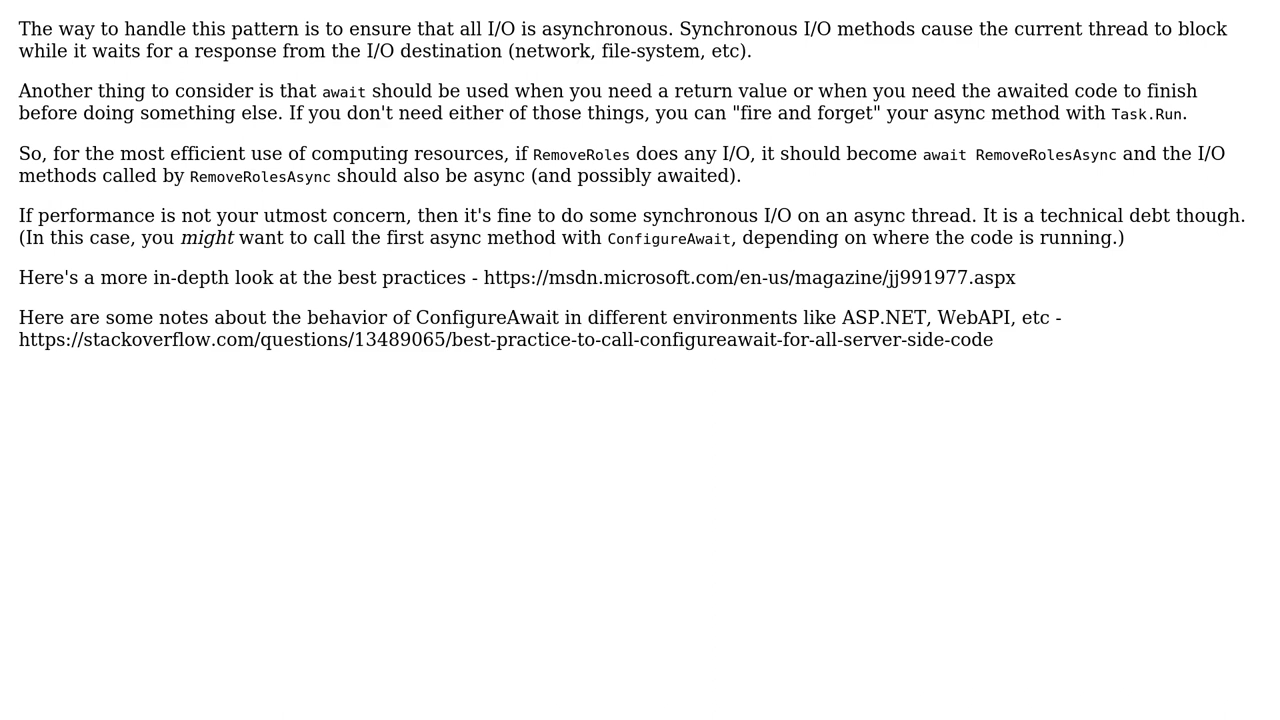 The way to handle this pattern is to ensure that all I/O is asynchronous. Synchronous I/O methods cause the current thread to block
while it waits for a response from the I/O destination (network, file-system, etc).
Another thing to consider is that await should be used when you need a return value or when you need the awaited code to finish
before doing something else. If you don't need either of those things, you can "fire and forget" your async method with Task.Run.
So, for the most efficient use of computing resources, if RemoveRoles does any I/O, it should become await RemoveRolesAsync and the I/O
methods called by RemoveRolesAsync should also be async (and possibly awaited).
If performance is not your utmost concern, then it's fine to do some synchronous I/O on an async thread. It is a technical debt though.
(In this case, you might want to call the first async method with ConfigureAwait, depending on where the code is running.)
Here's a more in-depth look at the best practices - https://msdn.microsoft.com/en-us/magazine/jj991977.aspx
Here are some notes about the behavior of ConfigureAwait in different environments like ASP.NET, WebAPI, etc -
https://stackoverflow.com/questions/13489065/best-practice-to-call-configureawait-for-all-server-side-code